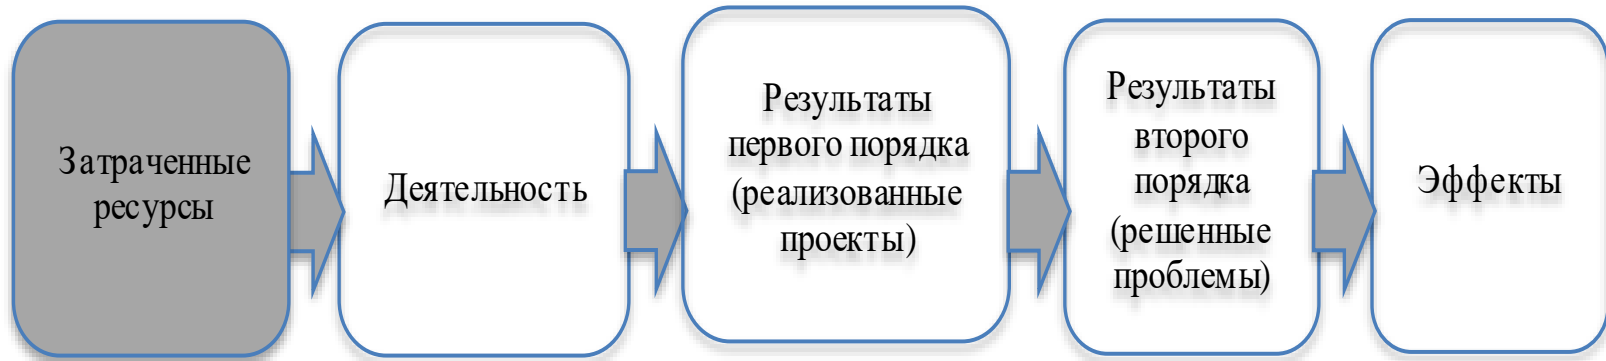 Затраченные
ресурсы
Деятельность
Результаты
первого порядка
(реализованные
проекты)
Результаты
второго
порядка
(решенные
проблемы)
Эффекты